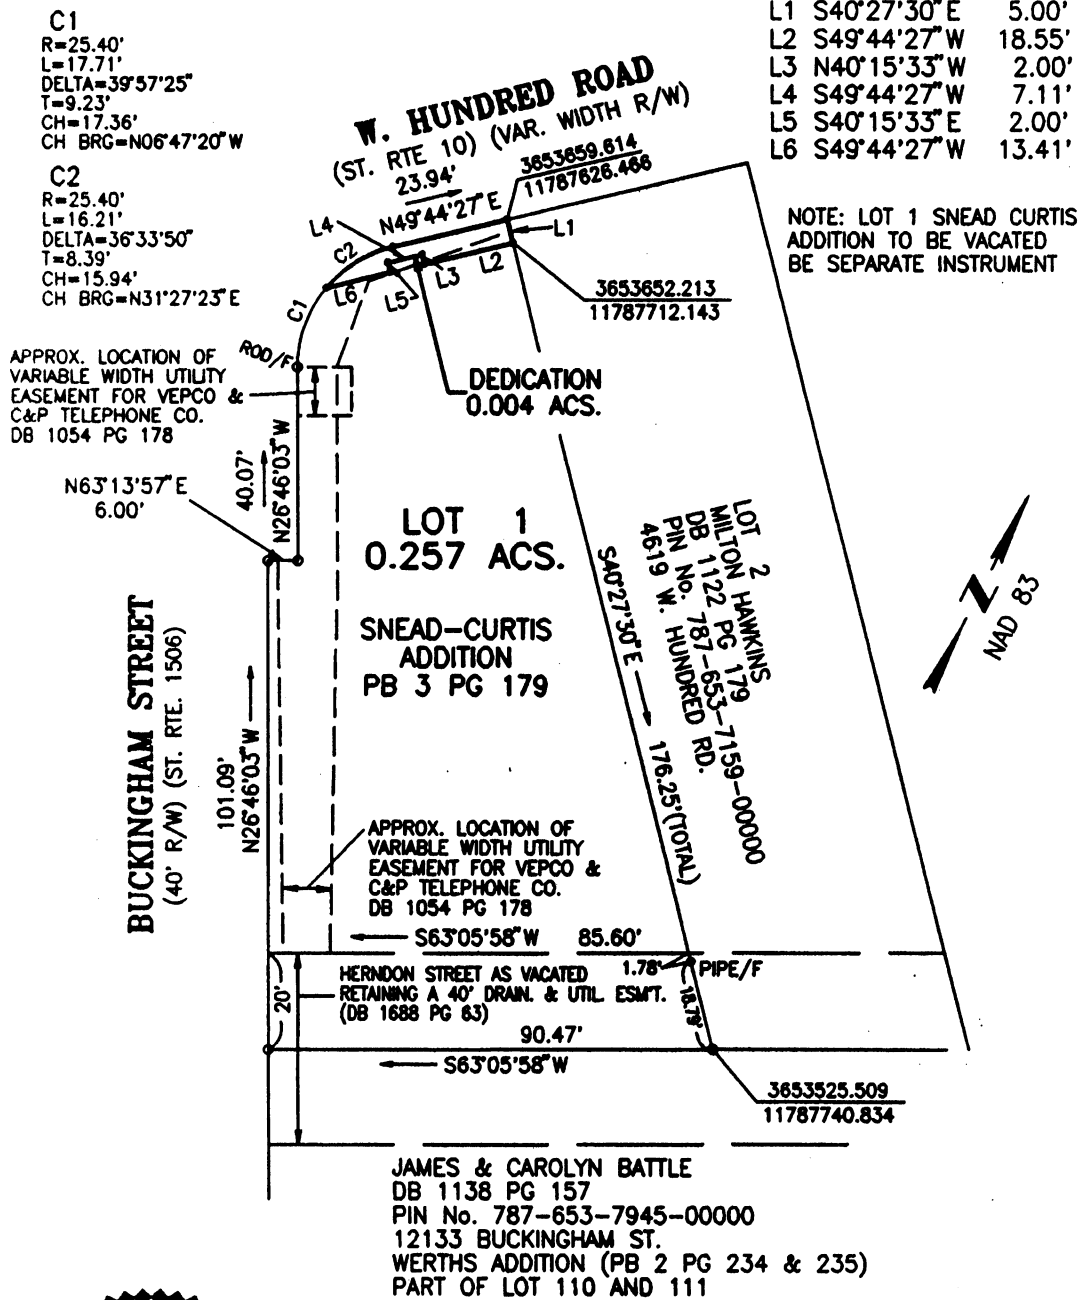 C1
R=25.40'
L=17.71'
DELTA=39°57'25"
T=9.23'
CH=17.36'
CH BRG=N06°47'20"W
C2
R=25.40'
L=16.21'
DELTA=36°33'50"
T=8.39'
CH=15.94'
CH BRG=N31°27'23"E
L1 S40°27'30"E 5.00'
L2 S49°44'27"W 18.55'
L3 N40°15'33"W 2.00'
L4 S49°44'27"W 7.11'
L5 S40°15'33"E 2.00'
L6 S49°44'27"W 13.41'
NOTE: LOT 1 SNEAD CURTIS
ADDITION TO BE VACATED
BE SEPARATE INSTRUMENT
W. HUNDRED ROAD
(ST. RTE 10) (VAR. WIDTH R/W)
23.94'
N49°44'27"E
3653659.614
11787626.466
L4
C2
L1
L2
L3
L5
L6
C1
3653652.213
11787712.143
ROD/F
APPROX. LOCATION OF
VARIABLE WIDTH UTILITY
EASEMENT FOR VEPCO &
C&P TELEPHONE CO.
DB 1054 PG 178
DEDICATION
0.004 ACS.
N63°13'57"E
6.00'
40.07'
N26°46'03"W
LOT 1
0.257 ACS.
SNEAD-CURTIS
ADDITION
PB 3 PG 179
LOT 2
MILTON HAWKINS
DB 1122 PG 179
PIN No. 787-653-7159-00000
4619 W. HUNDRED RD.
S40°27'30"E 176.25'(TOTAL)
N
NAD 83
BUCKINGHAM STREET
(40' R/W) (ST. RTE. 1506)
101.09'
N26°46'03"W
APPROX. LOCATION OF
VARIABLE WIDTH UTILITY
EASEMENT FOR VEPCO &
C&P TELEPHONE CO.
DB 1054 PG 178
S63°05'58"W 85.60'
1.78'
PIPE/F
18.79'
20'
HERNDON STREET AS VACATED
RETAINING A 40' DRAIN. & UTIL. ESM'T.
(DB 1688 PG 63)
90.47'
S63°05'58"W
3653525.509
11787740.834
JAMES & CAROLYN BATTLE
DB 1138 PG 157
PIN No. 787-653-7945-00000
12133 BUCKINGHAM ST.
WERTHS ADDITION (PB 2 PG 234 & 235)
PART OF LOT 110 AND 111